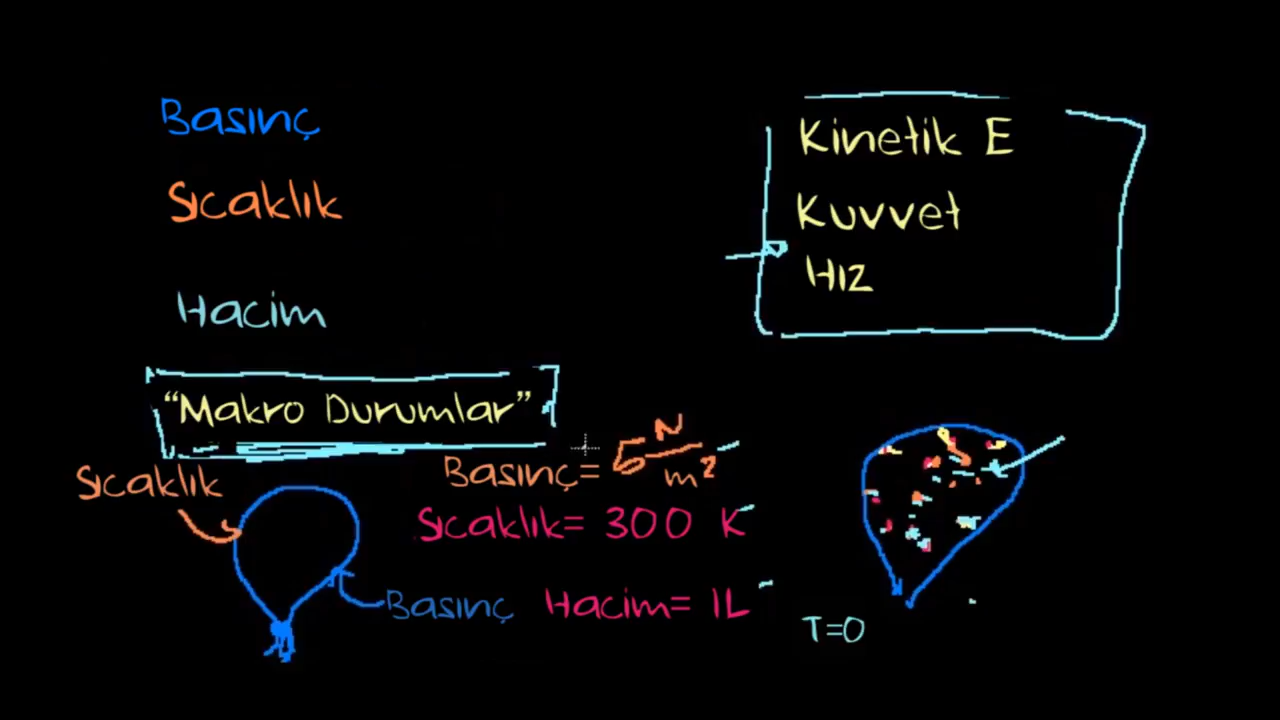 Basınç
Sıcaklık
Hacim
"Makro Durumlar"
Kinetik E
Kuvvet
Hız
Sıcaklık
Basınç
Basınç= 5 N/m²
Sıcaklık= 300 K
Hacim= 1L
T=0